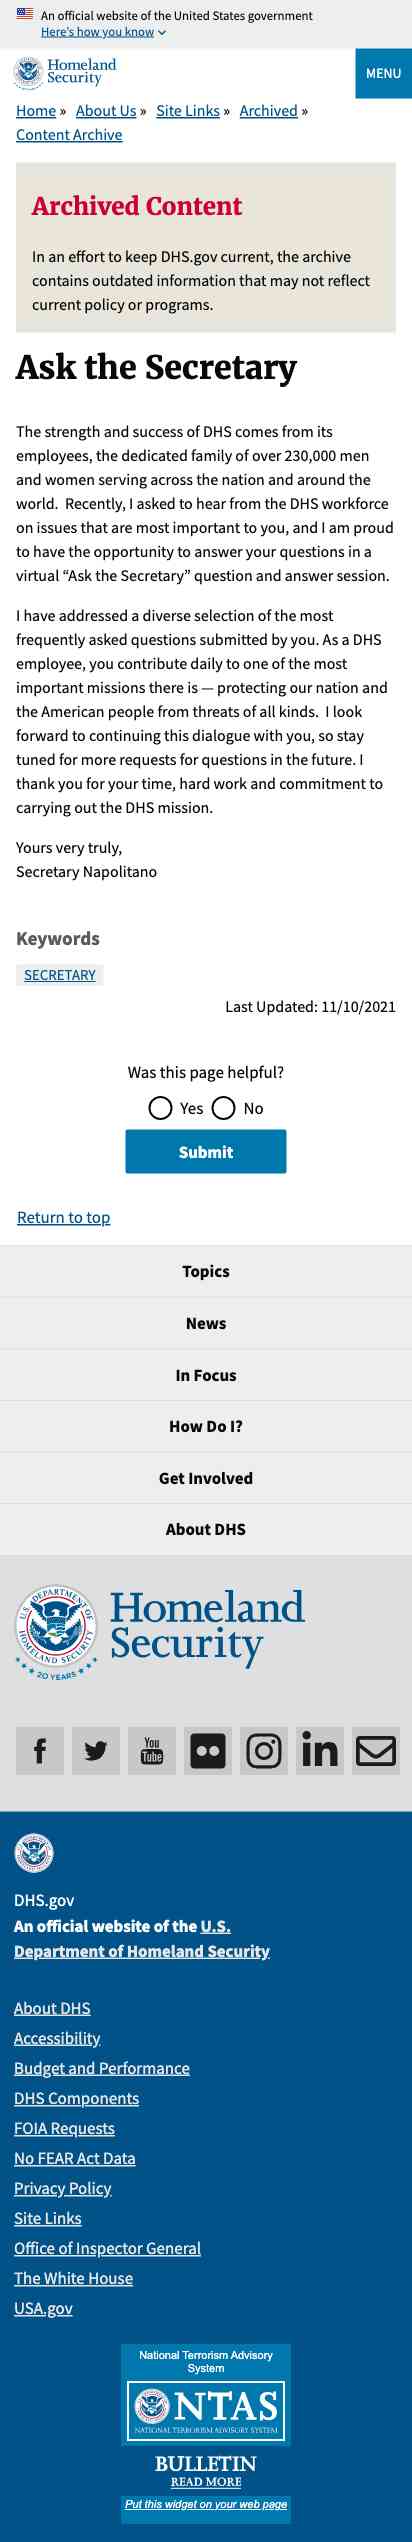 An official website of the United States government
Here's how you know
Homeland
Security
MENU
Home » About Us » Site Links » Archived »
Content Archive
Archived Content
In an effort to keep DHS.gov current, the archive
contains outdated information that may not reflect
current policy or programs.
Ask the Secretary
The strength and success of DHS comes from its
employees, the dedicated family of over 230,000 men
and women serving across the nation and around the
world.  Recently, I asked to hear from the DHS workforce
on issues that are most important to you, and I am proud
to have the opportunity to answer your questions in a
virtual “Ask the Secretary” question and answer session.
I have addressed a diverse selection of the most
frequently asked questions submitted by you. As a DHS
employee, you contribute daily to one of the most
important missions there is — protecting our nation and
the American people from threats of all kinds.  I look
forward to continuing this dialogue with you, so stay
tuned for more requests for questions in the future. I
thank you for your time, hard work and commitment to
carrying out the DHS mission.
Yours very truly,
Secretary Napolitano
Keywords
SECRETARY
Last Updated: 11/10/2021
Was this page helpful?
Yes No
Submit
Return to top
Topics
News
In Focus
How Do I?
Get Involved
About DHS
U.S. DEPARTMENT OF HOMELAND SECURITY
20 YEARS
Homeland
Security
You
Tube
DHS.gov
An official website of the U.S.
Department of Homeland Security
About DHS
Accessibility
Budget and Performance
DHS Components
FOIA Requests
No FEAR Act Data
Privacy Policy
Site Links
Office of Inspector General
The White House
USA.gov
National Terrorism Advisory
System
NTAS
NATIONAL TERRORISM ADVISORY SYSTEM
BULLETIN
READ MORE
Put this widget on your web page